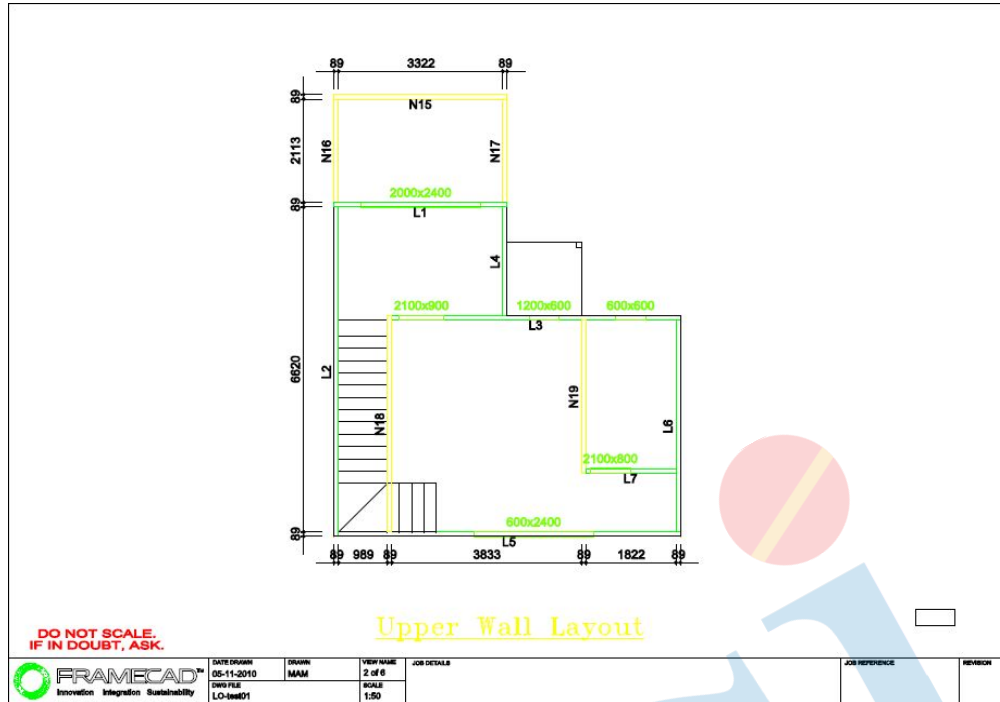 89 3322 89
89
N15
2113
N16
N17
89
2000x2400
L1
L4
2100x900
1200x600
600x600
L3
6620
L2
N18
N19
L6
2100x800
L7
600x2400
89
L5
89 989 89 3833 89 1822 89
Upper Wall Layout
DO NOT SCALE.
IF IN DOUBT, ASK.
FRAMECAD™
Innovation Integration Sustainability
DATE DRAWN
05-11-2010
DRAWN
MAM
VIEW NAME
2 of 6
DWG FILE
LO-test01
SCALE
1:50
JOB DETAILS
JOB REFERENCE
REVISION